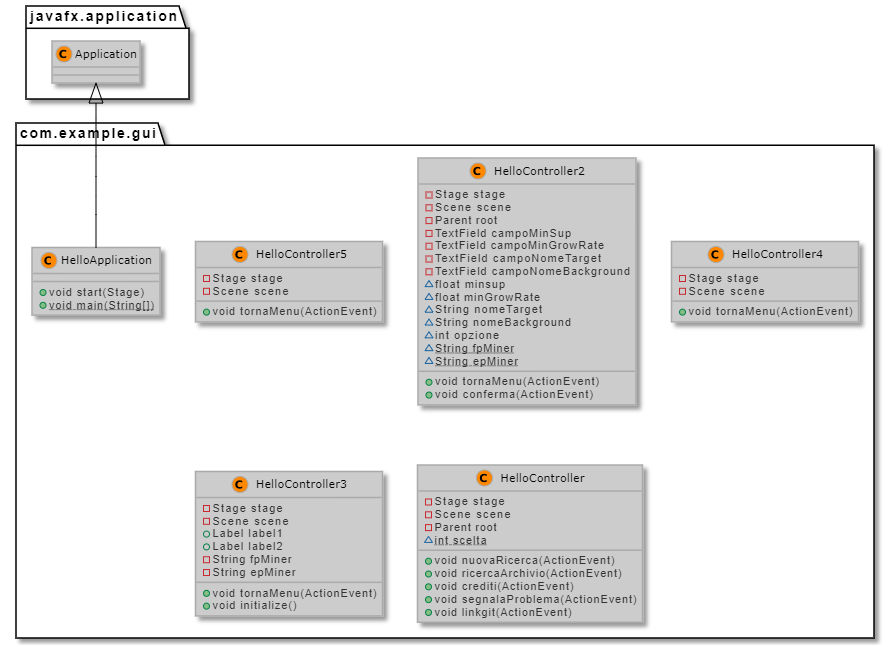 javafx.application
C Application
com.example.gui
C HelloApplication
void start(Stage)
void main(String[])
C HelloController5
Stage stage
Scene scene
void tornaMenu(ActionEvent)
C HelloController2
Stage stage
Scene scene
Parent root
TextField campoMinSup
TextField campoMinGrowRate
TextField campoNomeTarget
TextField campoNomeBackground
float minsup
float minGrowRate
String nomeTarget
String nomeBackground
int opzione
String fpMiner
String epMiner
void tornaMenu(ActionEvent)
void conferma(ActionEvent)
C HelloController4
Stage stage
Scene scene
void tornaMenu(ActionEvent)
C HelloController3
Stage stage
Scene scene
Label label1
Label label2
String fpMiner
String epMiner
void tornaMenu(ActionEvent)
void initialize()
C HelloController
Stage stage
Scene scene
Parent root
int scelta
void nuovaRicerca(ActionEvent)
void ricercaArchivio(ActionEvent)
void crediti(ActionEvent)
void segnalaProblema(ActionEvent)
void linkgit(ActionEvent)